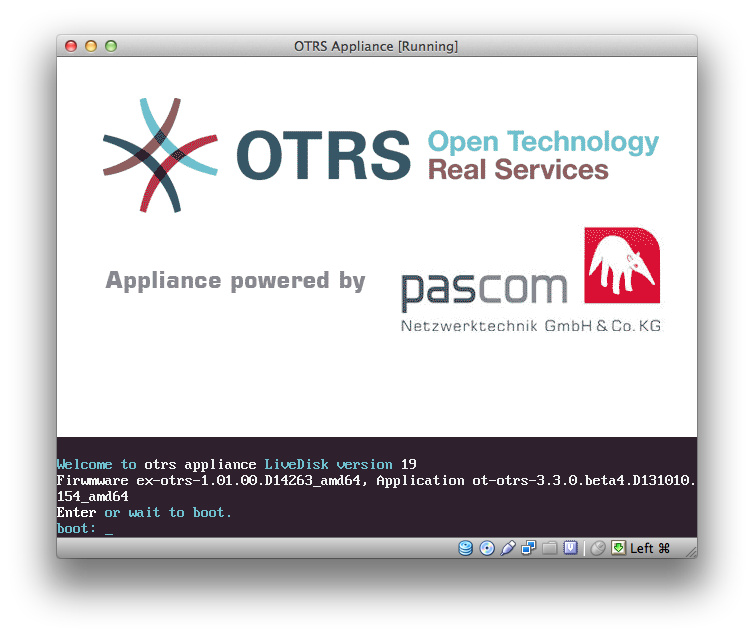 OTRS Appliance [Running]
OTRS
Open Technology
Real Services
Appliance powered by
pascom
Netzwerktechnik GmbH & Co. KG
Welcome to otrs appliance LiveDisk version 19
Firwmware ex-otrs-1.01.00.D14263_amd64, Application ot-otrs-3.3.0.beta4.D131010.
154_amd64
Enter or wait to boot.
boot: _
Left ⌘